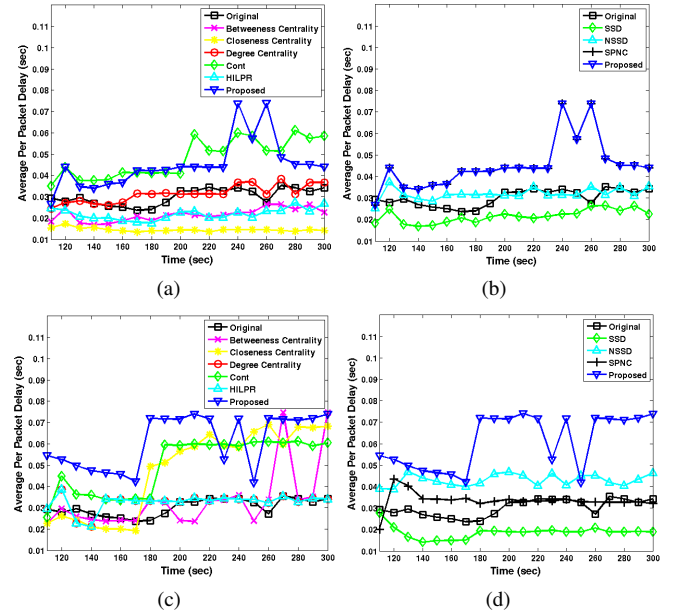 0.11
0.1
0.09
0.08
0.07
0.06
0.05
0.04
0.03
0.02
0.01
Average Per Packet Delay (sec)
Original
Betweeness Centrality
Closeness Centrality
Degree Centrality
Cont
HILPR
Proposed
120 140 160 180 200 220 240 260 280 300
Time (sec)
(a)
0.11
0.1
0.09
0.08
0.07
0.06
0.05
0.04
0.03
0.02
0.01
Average Per Packet Delay (sec)
Original
SSD
NSSD
SPNC
Proposed
120 140 160 180 200 220 240 260 280 300
Time (sec)
(b)
0.11
0.1
0.09
0.08
0.07
0.06
0.05
0.04
0.03
0.02
0.01
Average Per Packet Delay (sec)
Original
Betweeness Centrality
Closeness Centrality
Degree Centrality
Cont
HILPR
Proposed
120 140 160 180 200 220 240 260 280 300
Time (sec)
(c)
0.11
0.1
0.09
0.08
0.07
0.06
0.05
0.04
0.03
0.02
0.01
Average Per Packet Delay (sec)
Original
SSD
NSSD
SPNC
Proposed
120 140 160 180 200 220 240 260 280 300
Time (sec)
(d)